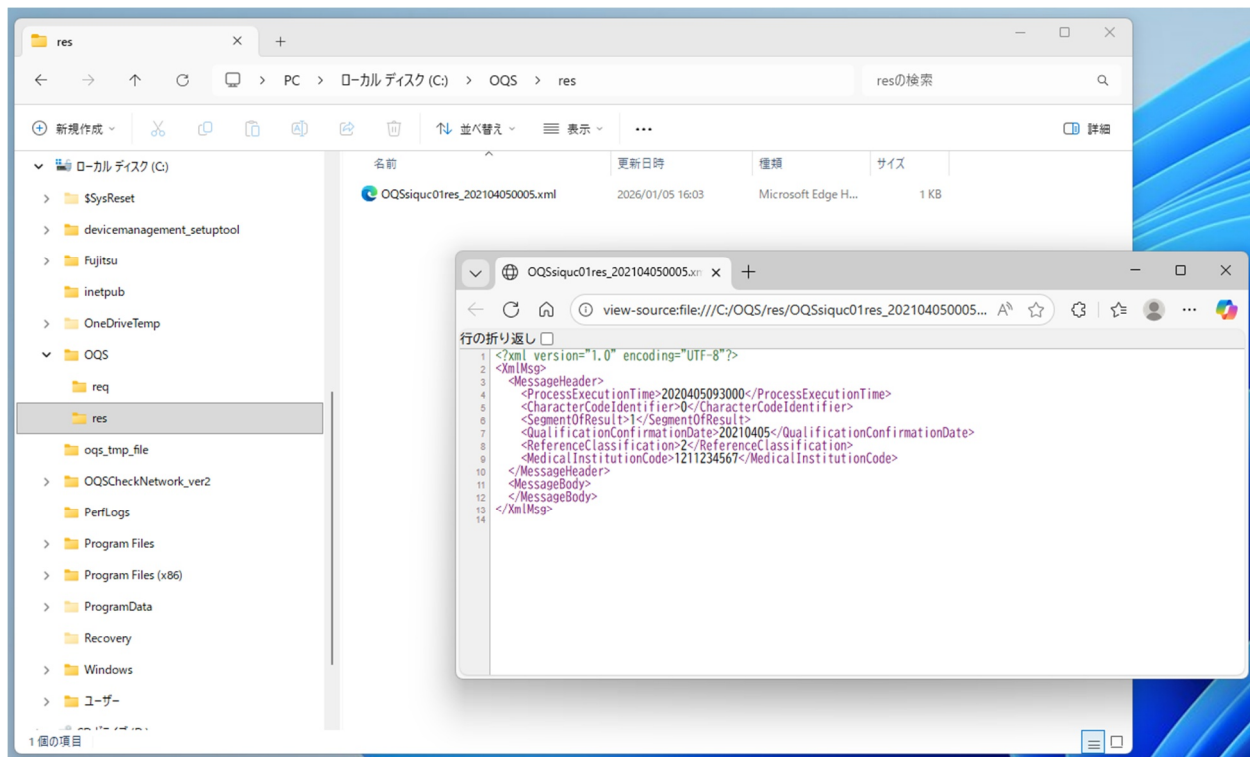 res
PC > ローカル ディスク (C:) > OQS > res
resの検索
新規作成
並べ替え
表示
詳細
ローカル ディスク (C:)
$SysReset
devicemanagement_setuptool
Fujitsu
inetpub
OneDriveTemp
OQS
req
res
oqs_tmp_file
OQSCheckNetwork_ver2
PerfLogs
Program Files
Program Files (x86)
ProgramData
Recovery
Windows
ユーザー
1 個の項目
名前 更新日時 種類 サイズ
OQSsiquc01res_202104050005.xml 2026/01/05 16:03 Microsoft Edge H... 1 KB
OQSsiquc01res_202104050005.xm
view-source:file:///C:/OQS/res/OQSsiquc01res_202104050005...
行の折り返し
1 <?xml version="1.0" encoding="UTF-8"?>
2 <XmlMsg>
3 <MessageHeader>
4 <ProcessExecutionTime>2020405093000</ProcessExecutionTime>
5 <CharacterCodeIdentifier>0</CharacterCodeIdentifier>
6 <SegmentOfResult>1</SegmentOfResult>
7 <QualificationConfirmationDate>20210405</QualificationConfirmationDate>
8 <ReferenceClassification>2</ReferenceClassification>
9 <MedicalInstitutionCode>1211234567</MedicalInstitutionCode>
10 </MessageHeader>
11 <MessageBody>
12 </MessageBody>
13 </XmlMsg>
14